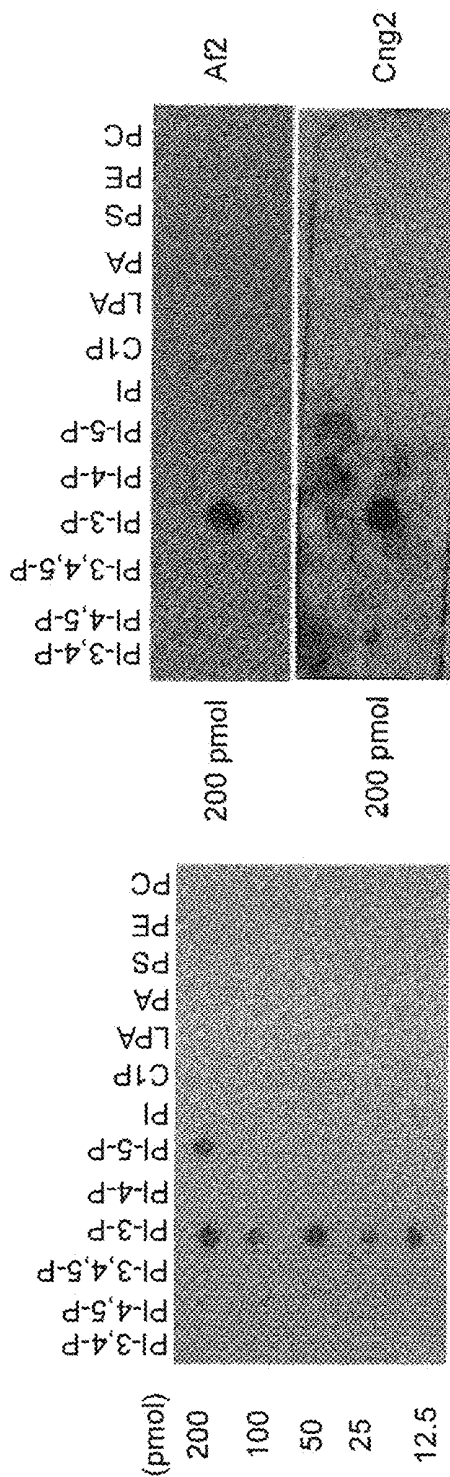 PI-3,4-P
PI-4,5-P
PI-3,4,5-P
PI-3-P
PI-4-P
PI-5-P
PI
C1P
LPA
PA
PS
PE
PC
(pmol)
200
100
50
25
12.5
PI-3,4-P
PI-4,5-P
PI-3,4,5-P
PI-3-P
PI-4-P
PI-5-P
PI
C1P
LPA
PA
PS
PE
PC
200 pmol
Af2
200 pmol
Cng2